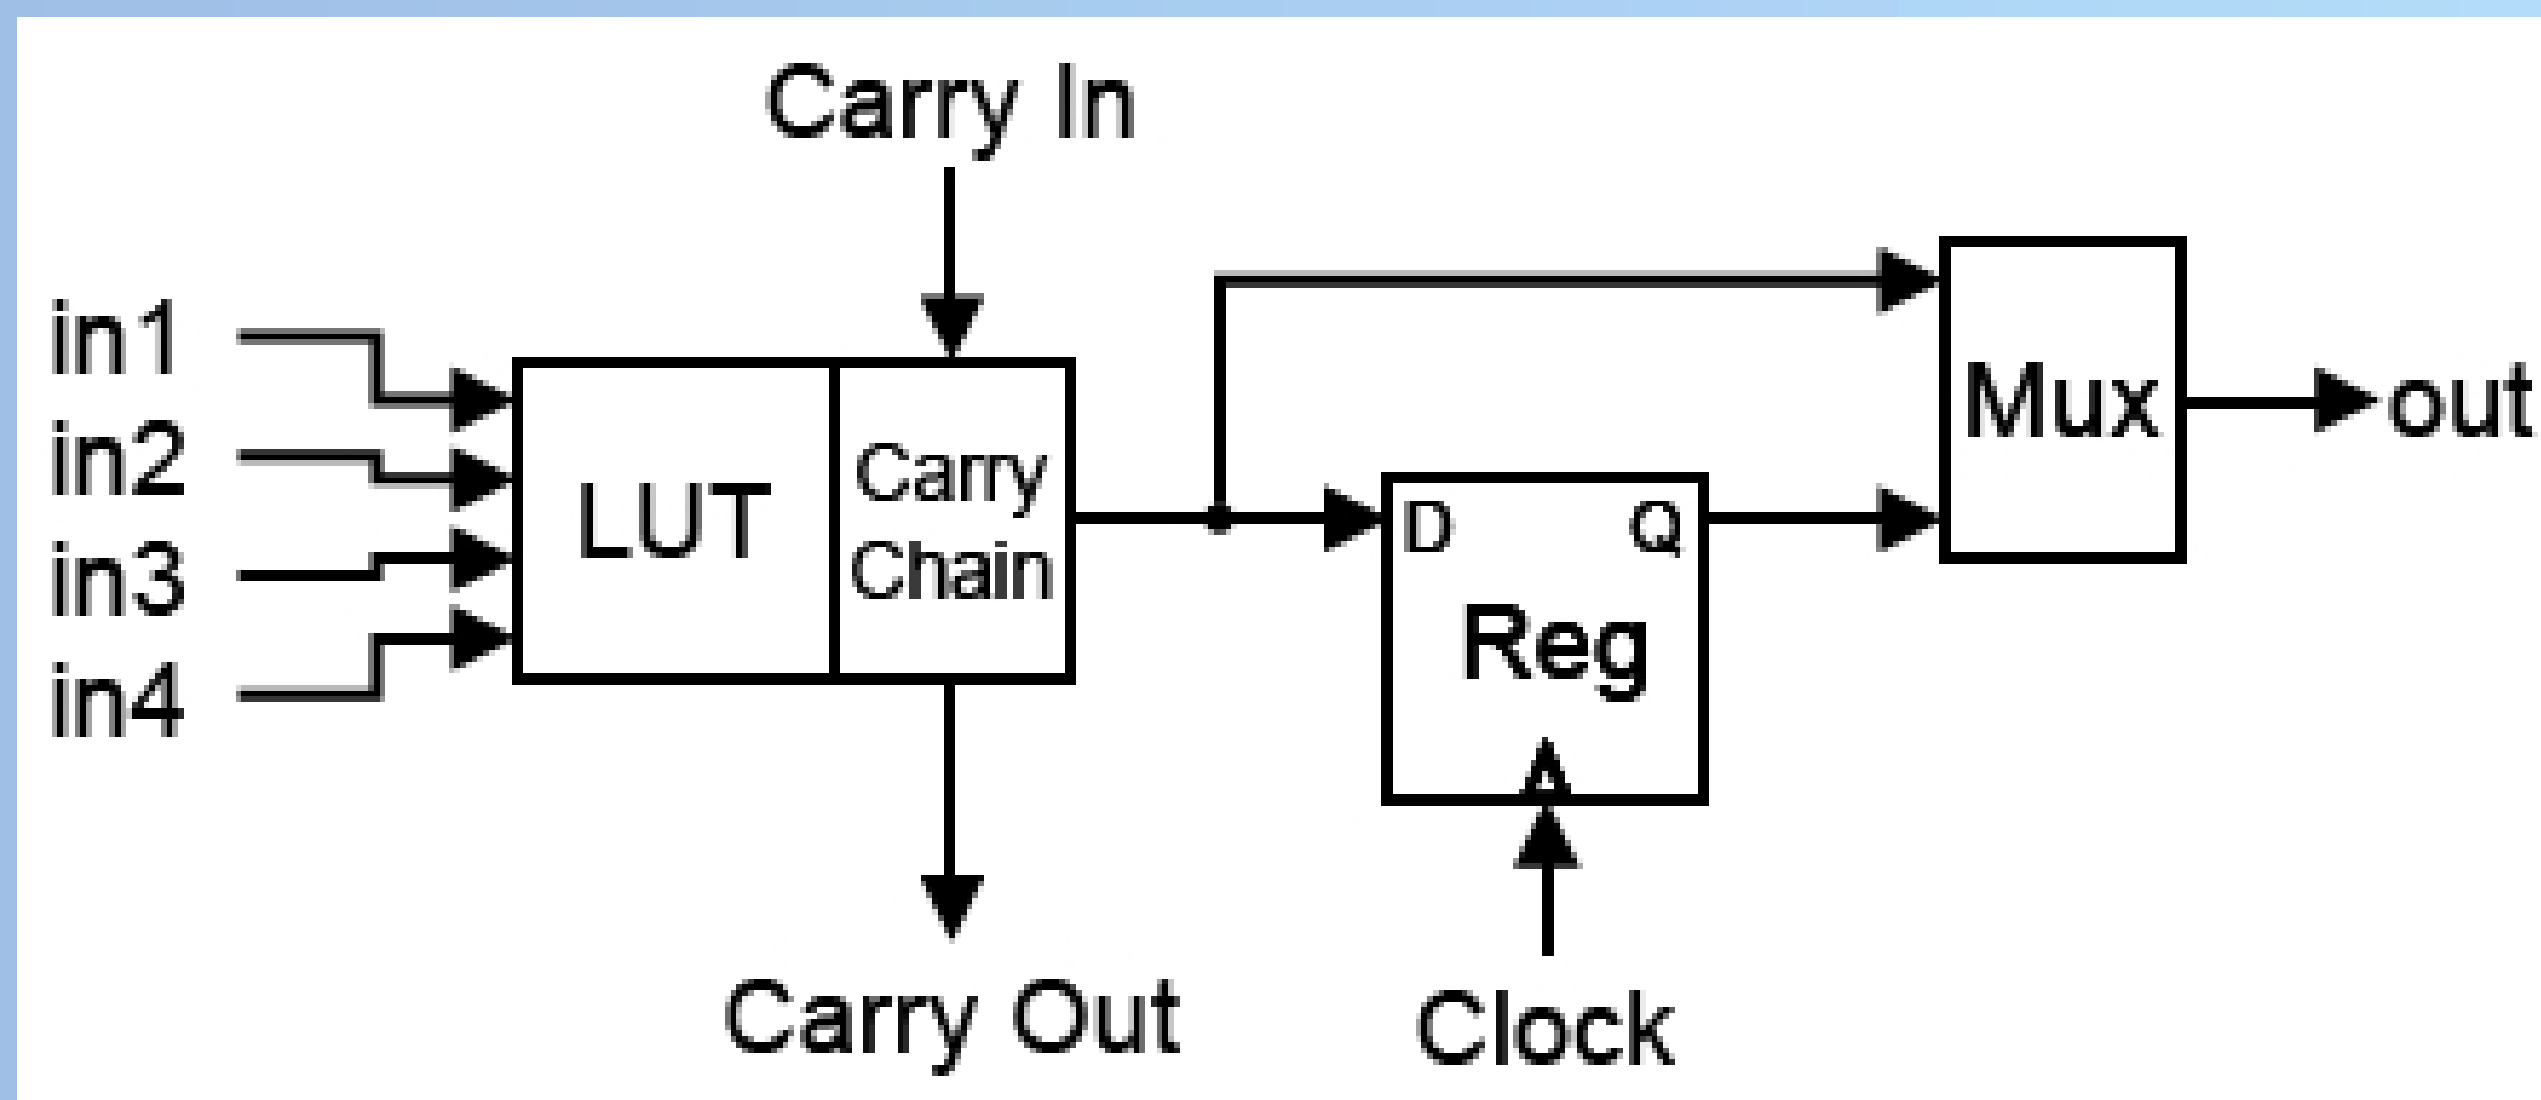 Carry In
in1
in2
in3
in4
LUT
Carry
Chain
D
Q
Reg
Mux
out
Carry Out
Clock